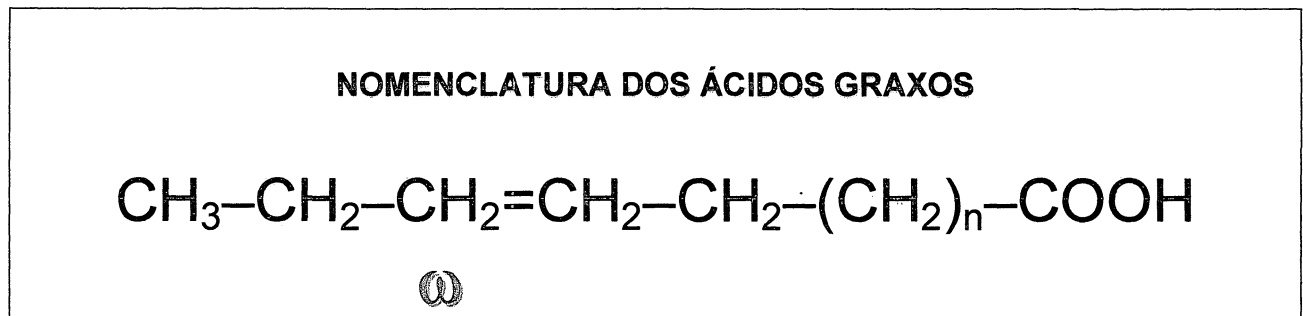 NOMENCLATURA DOS ÁCIDOS GRAXOS
CH₃–CH₂–CH₂=CH₂–CH₂–(CH₂)ₙ–COOH
ω